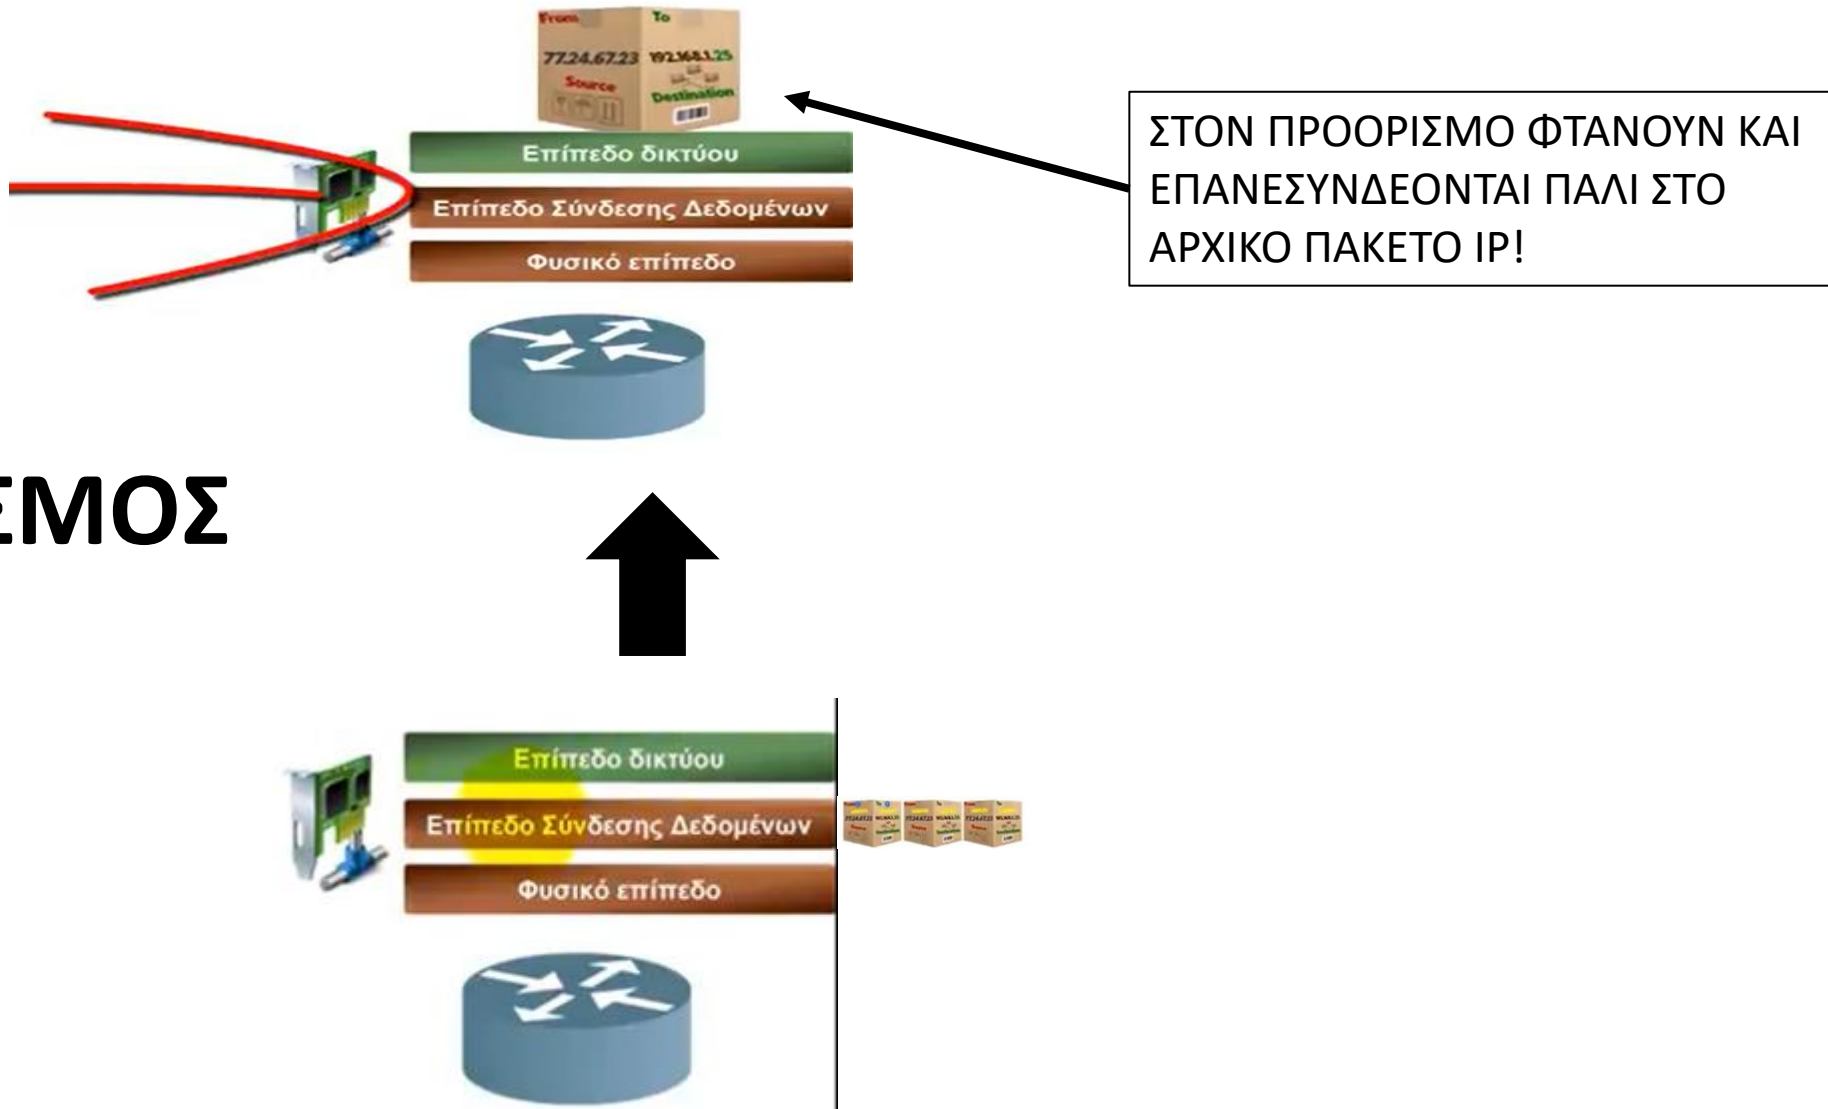 From To
77.24.67.23 192.168.1.25
Source
Destination
Επίπεδο δικτύου
Επίπεδο Σύνδεσης Δεδομένων
Φυσικό επίπεδο
ΣΤΟΝ ΠΡΟΟΡΙΣΜΟ ΦΤΑΝΟΥΝ ΚΑΙ
ΕΠΑΝΕΣΥΝΔΕΟΝΤΑΙ ΠΑΛΙ ΣΤΟ
ΑΡΧΙΚΟ ΠΑΚΕΤΟ IP!
ΣΜΟΣ
Επίπεδο δικτύου
Επίπεδο Σύνδεσης Δεδομένων
Φυσικό επίπεδο